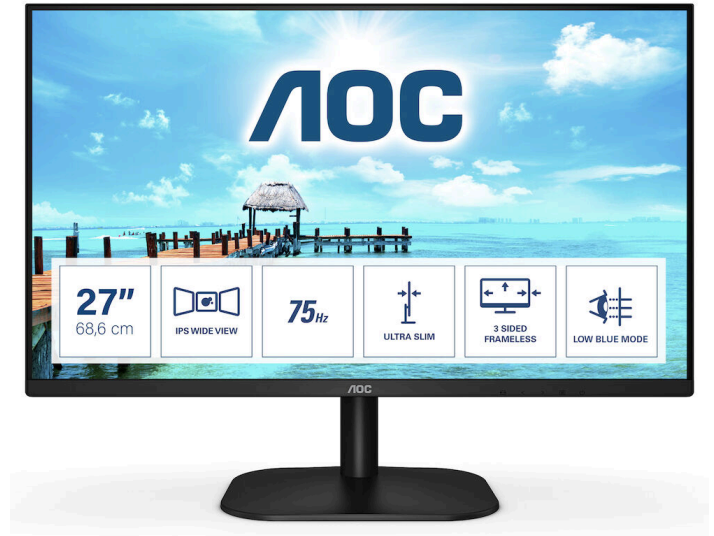 AOC
27"
68,6 cm
IPS WIDE VIEW
75Hz
ULTRA SLIM
3 SIDED
FRAMELESS
LOW BLUE MODE
AOC